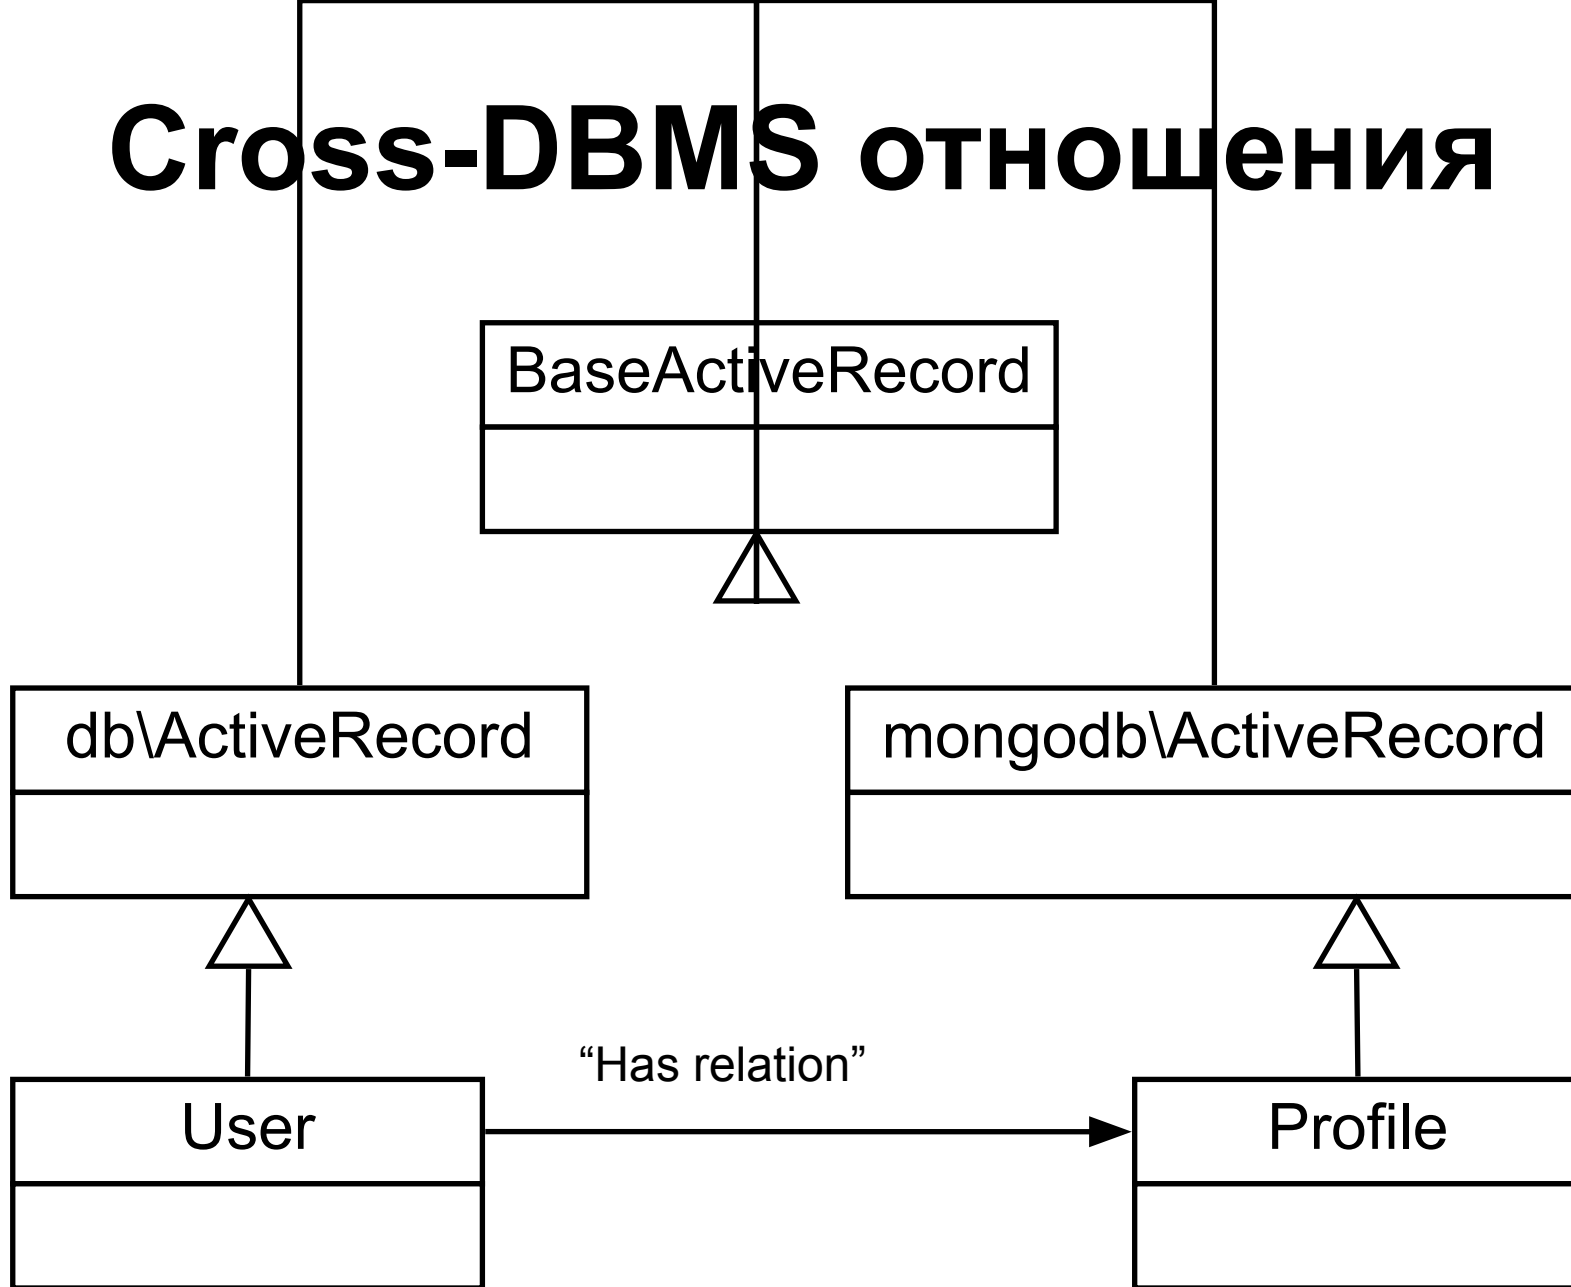 Cross-DBMS отношения
BaseActiveRecord
db\ActiveRecord
mongodb\ActiveRecord
“Has relation”
User
Profile